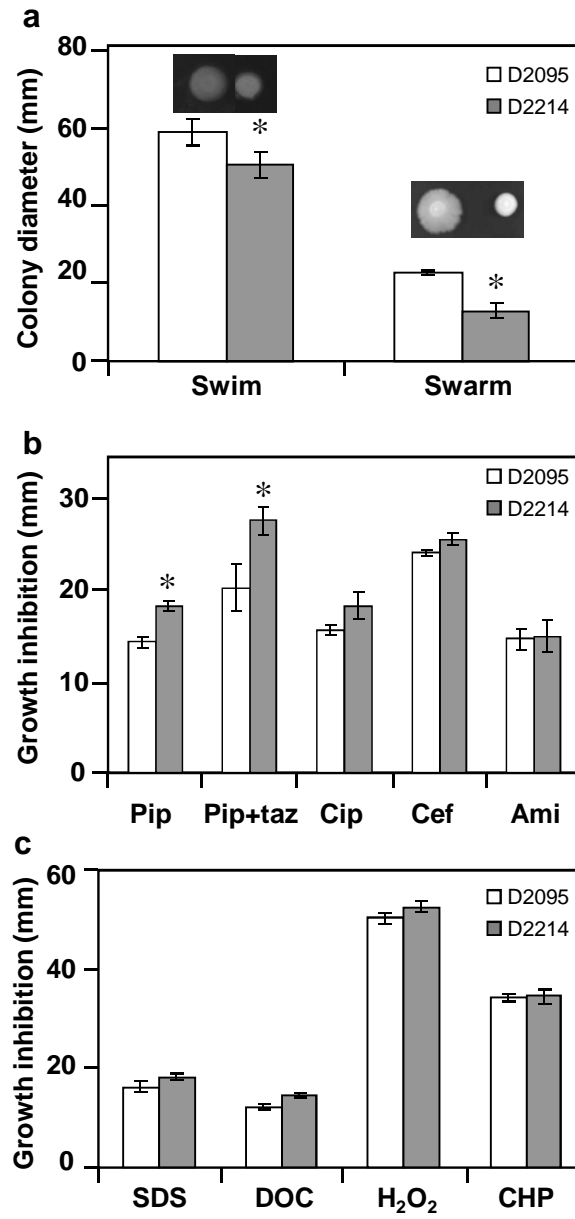 a
Colony diameter (mm)
80
60
40
20
0
D2095
D2214
*
*
Swim Swarm
b
Growth inhibition (mm)
30
20
10
0
D2095
D2214
*
*
Pip Pip+taz Cip Cef Ami
c
Growth inhibition (mm)
60
40
20
0
D2095
D2214
SDS DOC H₂O₂ CHP